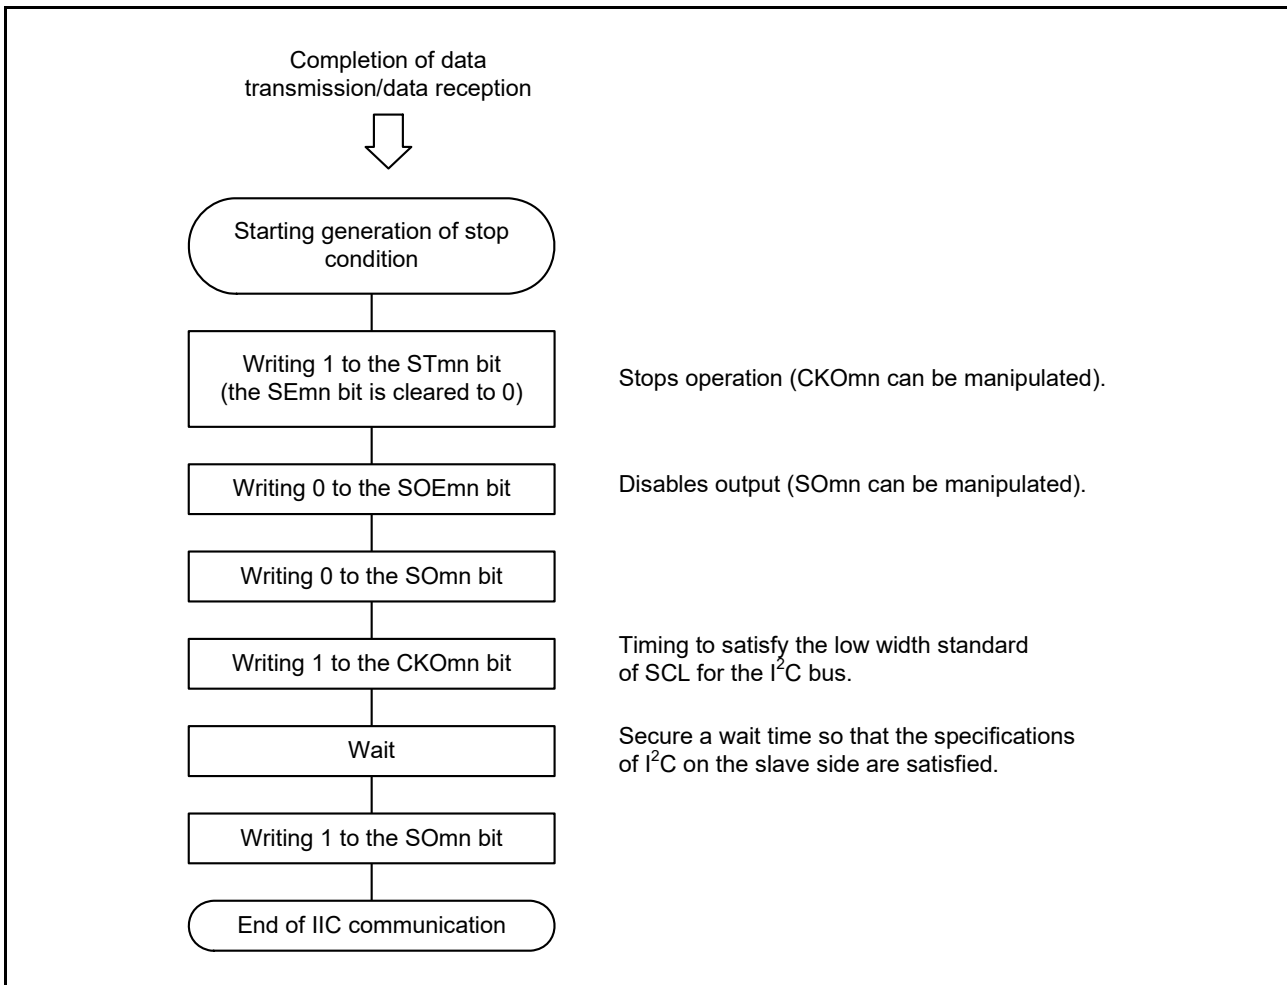 Completion of data
transmission/data reception
Starting generation of stop
condition
Writing 1 to the STmn bit
(the SEmn bit is cleared to 0)
Stops operation (CKOmn can be manipulated).
Writing 0 to the SOEmn bit
Disables output (SOmn can be manipulated).
Writing 0 to the SOmn bit
Writing 1 to the CKOmn bit
Timing to satisfy the low width standard
of SCL for the I²C bus.
Wait
Secure a wait time so that the specifications
of I²C on the slave side are satisfied.
Writing 1 to the SOmn bit
End of IIC communication